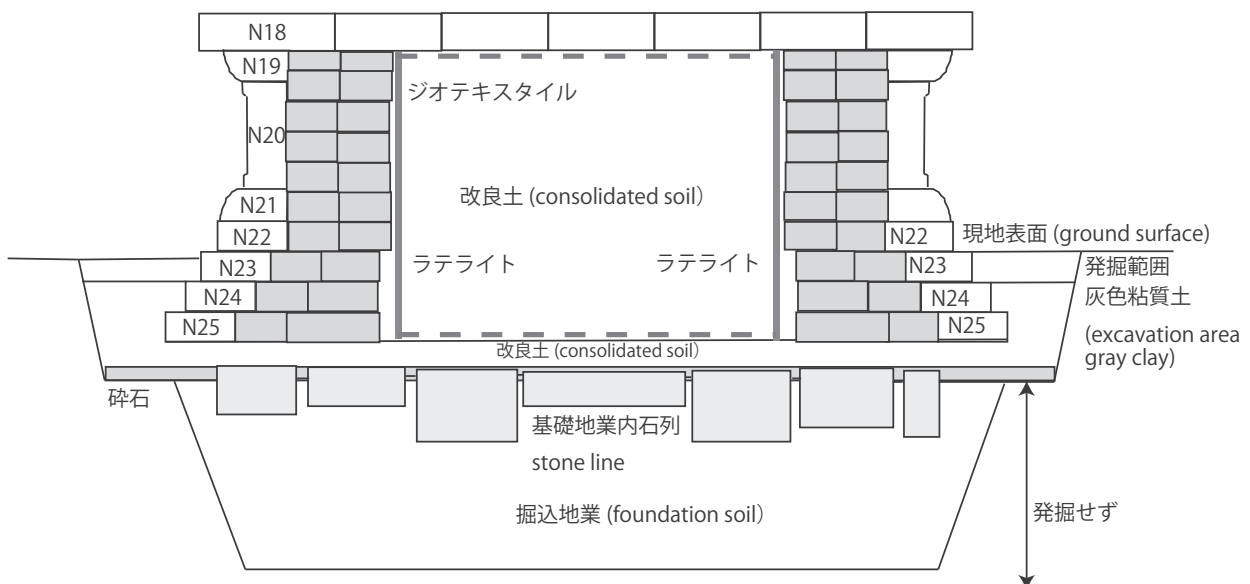 N18
N19
ジオテキスタイル
N20
改良土 (consolidated soil)
N21
N22
N22
現地表面 (ground surface)
N23
ラテライト
ラテライト
N23
発掘範囲
N24
N24
灰色粘質土
N25
N25
(excavation area
gray clay)
改良土 (consolidated soil)
砕石
基礎地業内石列
stone line
掘込地業 (foundation soil)
発掘せず